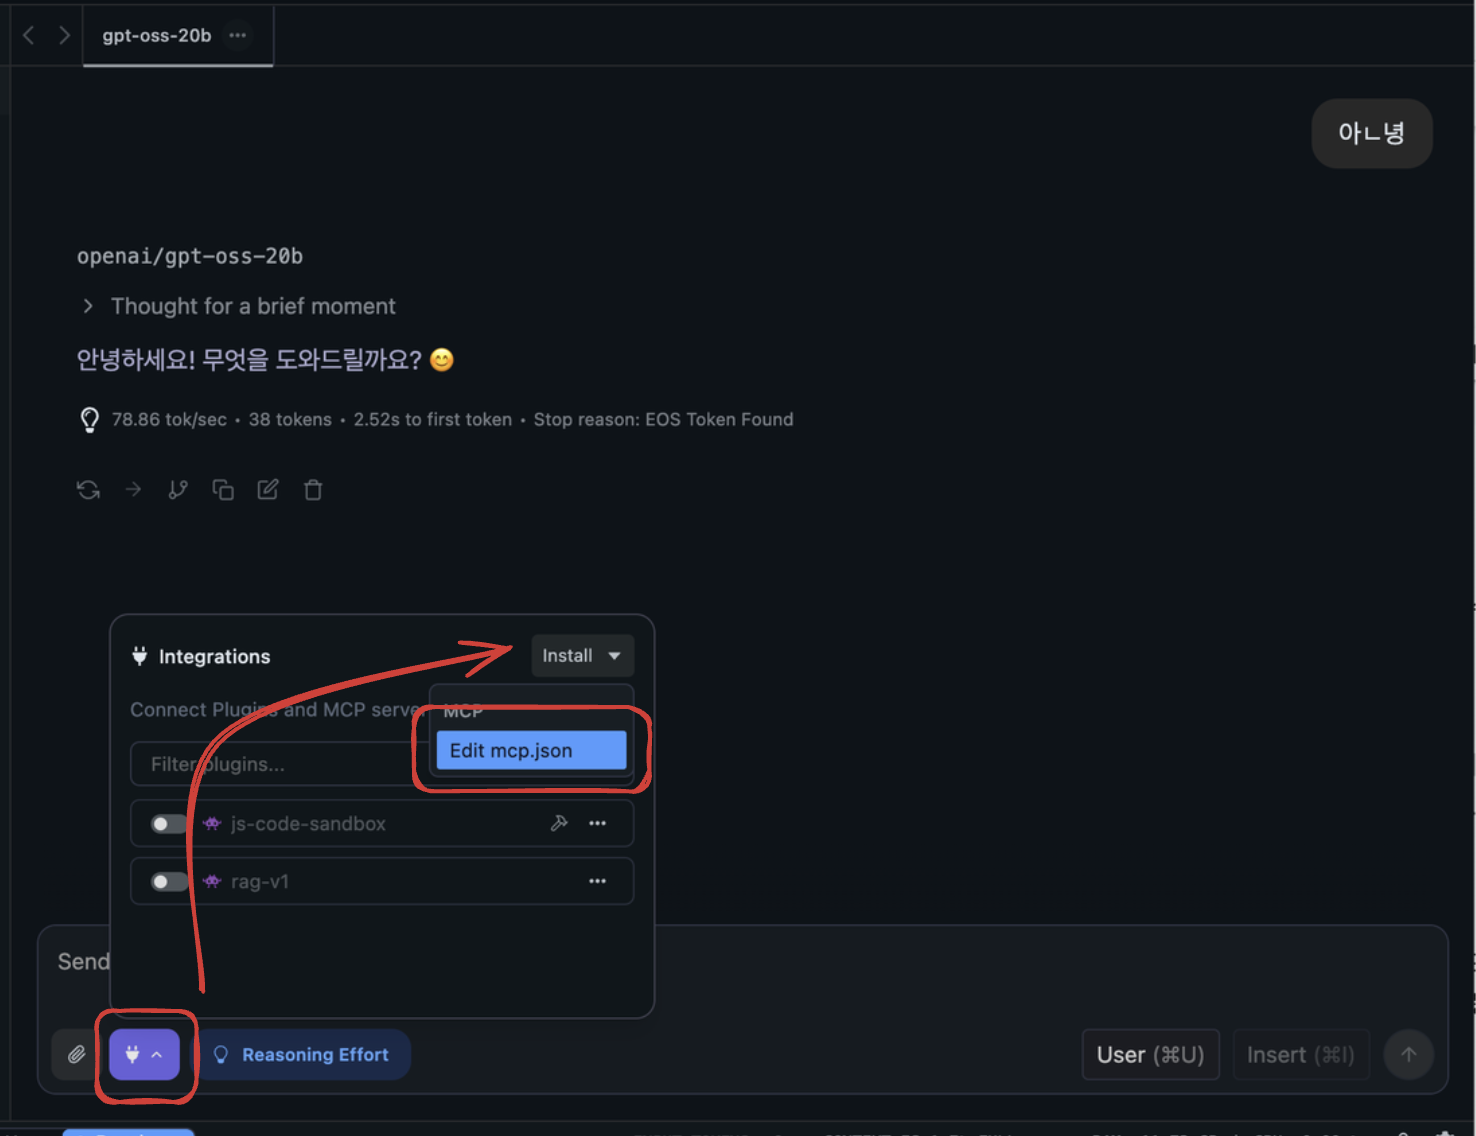 gpt-oss-20b
아ㄴ녕
openai/gpt-oss-20b
Thought for a brief moment
안녕하세요! 무엇을 도와드릴까요? 😊
78.86 tok/sec • 38 tokens • 2.52s to first token • Stop reason: EOS Token Found
Integrations
Install
Connect Plugins and MCP server
MCP
Edit mcp.json
Filter plugins...
js-code-sandbox
rag-v1
Send
Reasoning Effort
User (⌘U)
Insert (⌘I)